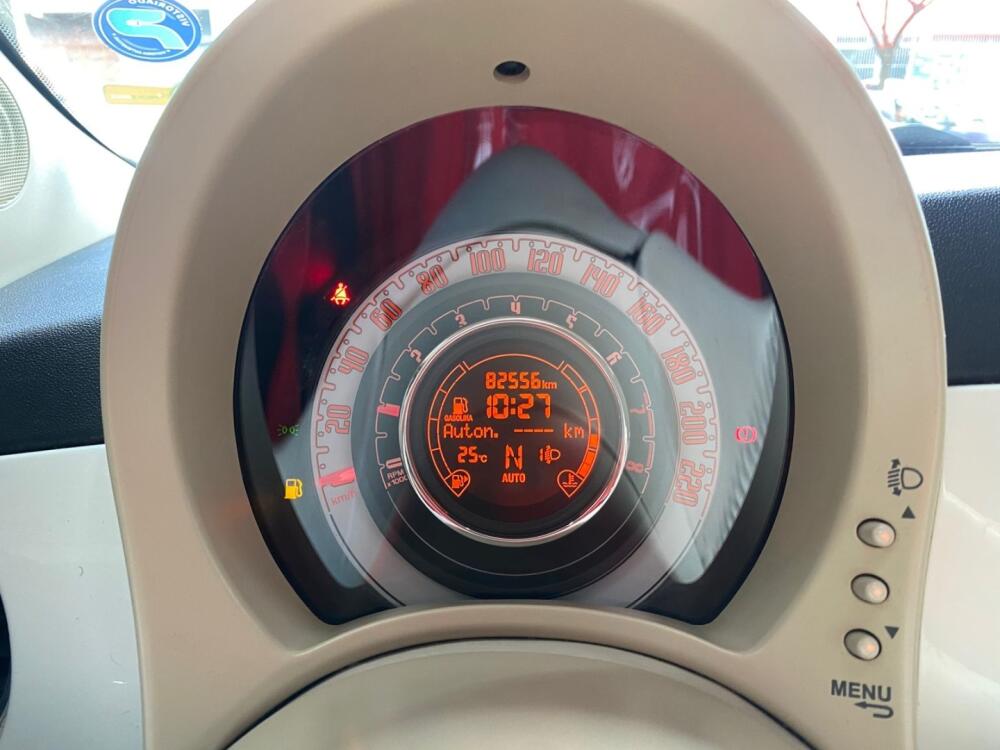 VISTORIADO
20
40
60
80
100
120
140
160
180
200
220
km/h
2
3
4
5
6
7
8
RPM
x1000
82556km
GASOLINA
10:27
Auton. ---- km
25°C
N
1
AUTO
MENU